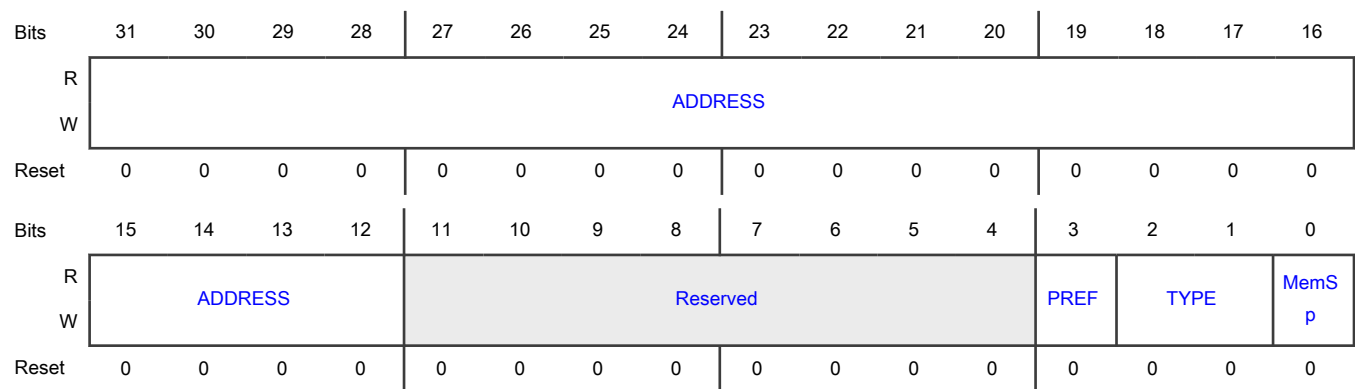 Bits 31 30 29 28 27 26 25 24 23 22 21 20 19 18 17 16
R
ADDRESS
W
Reset 0 0 0 0 0 0 0 0 0 0 0 0 0 0 0 0
Bits 15 14 13 12 11 10 9 8 7 6 5 4 3 2 1 0
R
ADDRESS Reserved PREF TYPE MemS
p
W
Reset 0 0 0 0 0 0 0 0 0 0 0 0 0 0 0 0